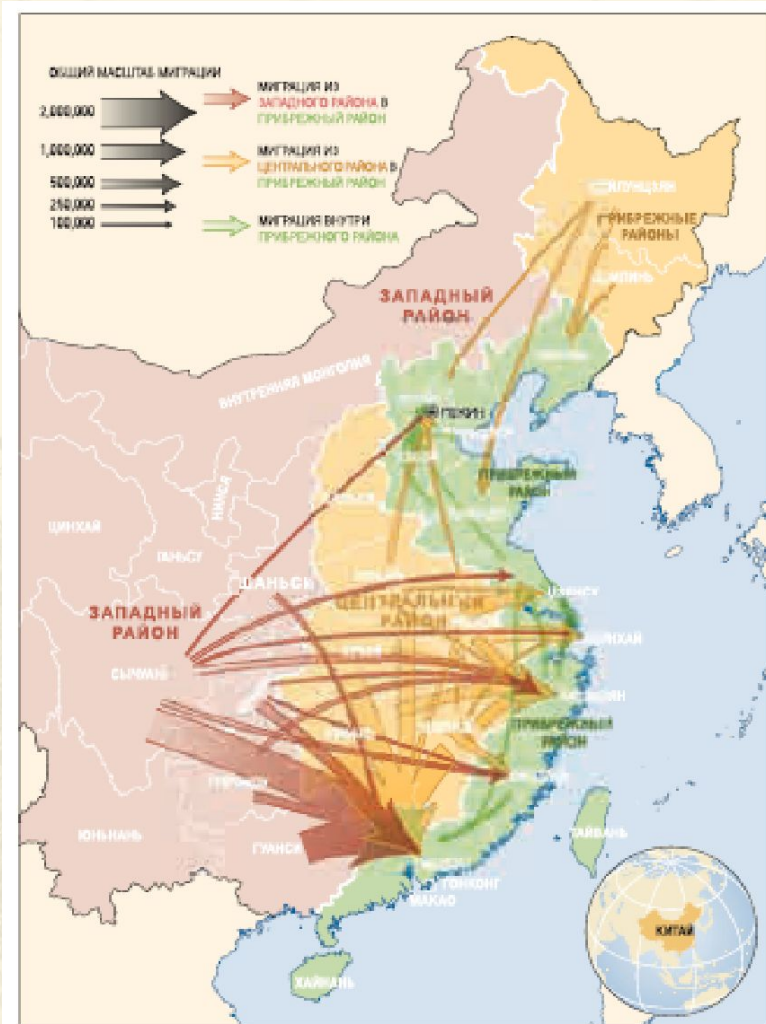 ОБЩИЙ МАСШТАБ МИГРАЦИИ
2,000,000
1,000,000
500,000
250,000
100,000
МИГРАЦИЯ ИЗ
ЗАПАДНОГО РАЙОНА В
ПРИБРЕЖНЫЙ РАЙОН
МИГРАЦИЯ ИЗ
ЦЕНТРАЛЬНОГО РАЙОНА В
ПРИБРЕЖНЫЙ РАЙОН
МИГРАЦИЯ ВНУТРИ
ПРИБРЕЖНОГО РАЙОНА
ПРИБРЕЖНЫЕ
РАЙОНЫ
ЗАПАДНЫЙ
РАЙОН
ВНУТРЕННЯЯ МОНГОЛИЯ
ПЕКИН
ПРИБРЕЖНЫЙ
РАЙОН
НИНСЯ
ЦИНХАЙ
ГАНЬСУ
ШАНЬСИ
ЦЗЯНСУ
ЦЕНТРАЛЬНЫЙ
РАЙОН
ЗАПАДНЫЙ
РАЙОН
СЫЧУАНЬ
ПРИБРЕЖНЫЙ
РАЙОН
ЮНЬНАНЬ
ГУАНСИ
ТАЙВАНЬ
ГОНКОНГ
МАКАО
КИТАЙ
ХАЙНАНЬ